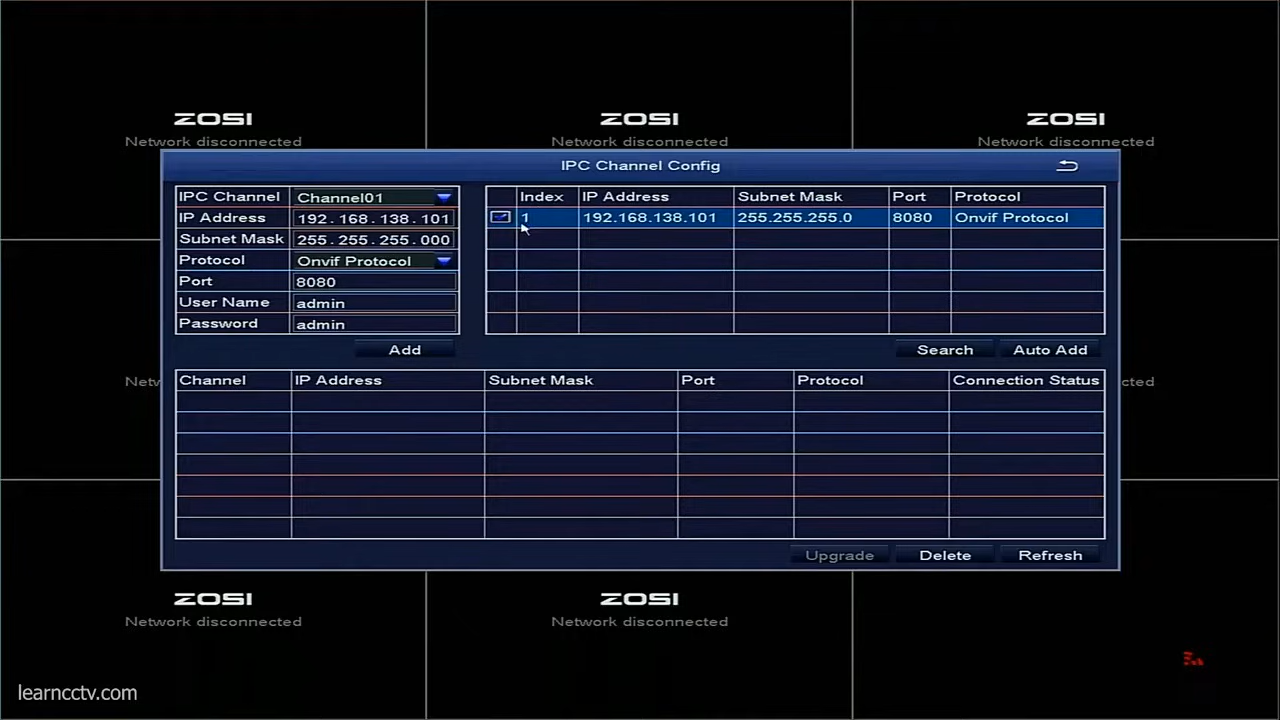 ZOSI ZOSI ZOSI
Network disconnected Network disconnected Network disconnected
IPC Channel Config
IPC Channel Channel01
IP Address 192.168.138.101
Subnet Mask 255.255.255.000
Protocol Onvif Protocol
Port 8080
User Name admin
Password admin
Add
Index IP Address Subnet Mask Port Protocol
1 192.168.138.101 255.255.255.0 8080 Onvif Protocol
Search Auto Add
Netw cted
Channel IP Address Subnet Mask Port Protocol Connection Status
Upgrade Delete Refresh
ZOSI ZOSI
Network disconnected Network disconnected
learncctv.com